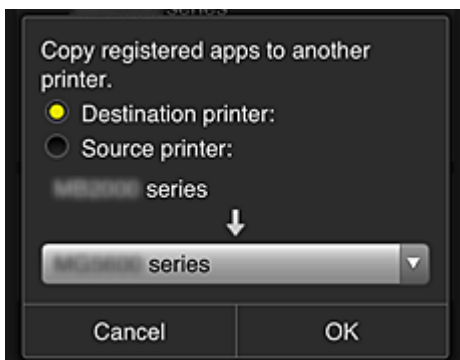 Copy registered apps to another
printer.
Destination printer:
Source printer:
series
series
Cancel
OK